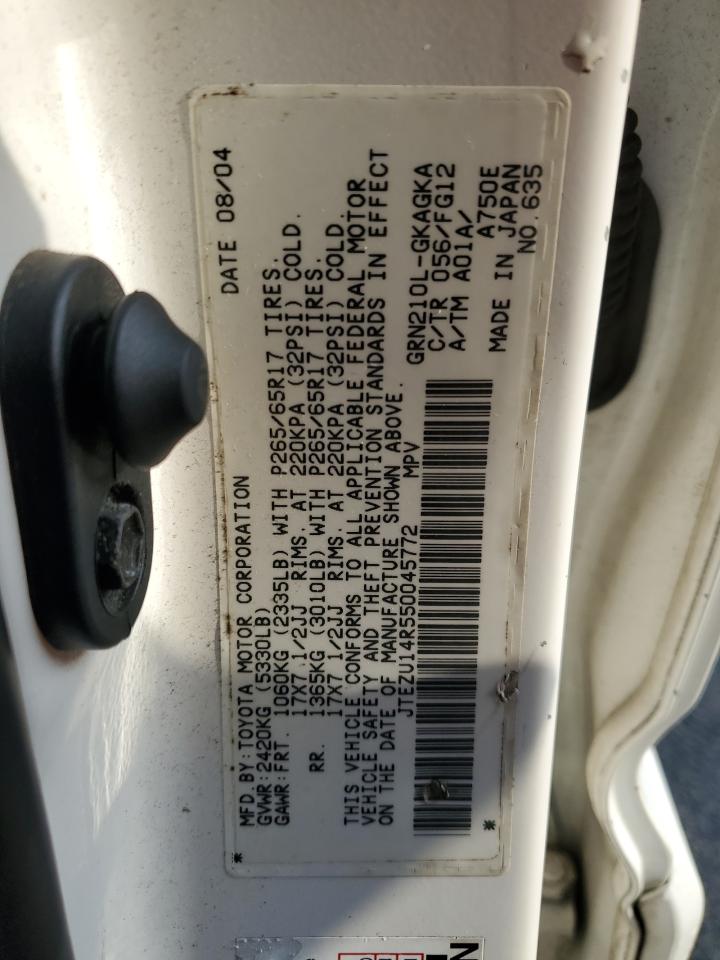 MFD. BY: TOYOTA MOTOR CORPORATION DATE 08/04
GVWR: 2420KG (5330LB)
GAWR: FRT. 1060KG (2335LB) WITH P265/65R17 TIRES.
17X7 1/2JJ RIMS. AT 220KPA (32PSI) COLD.
RR. 1365KG (3010LB) WITH P265/65R17 TIRES.
17X7 1/2JJ RIMS. AT 220KPA (32PSI) COLD.
THIS VEHICLE CONFORMS TO ALL APPLICABLE FEDERAL MOTOR
VEHICLE SAFETY AND THEFT PREVENTION STANDARDS IN EFFECT
ON THE DATE OF MANUFACTURE SHOWN ABOVE.
JTEZU14R550045772 MPV
GRN210L-GKAGKA
C/TR 056/FG12
A/TM A01A/
A750E
MADE IN JAPAN
NO. 635